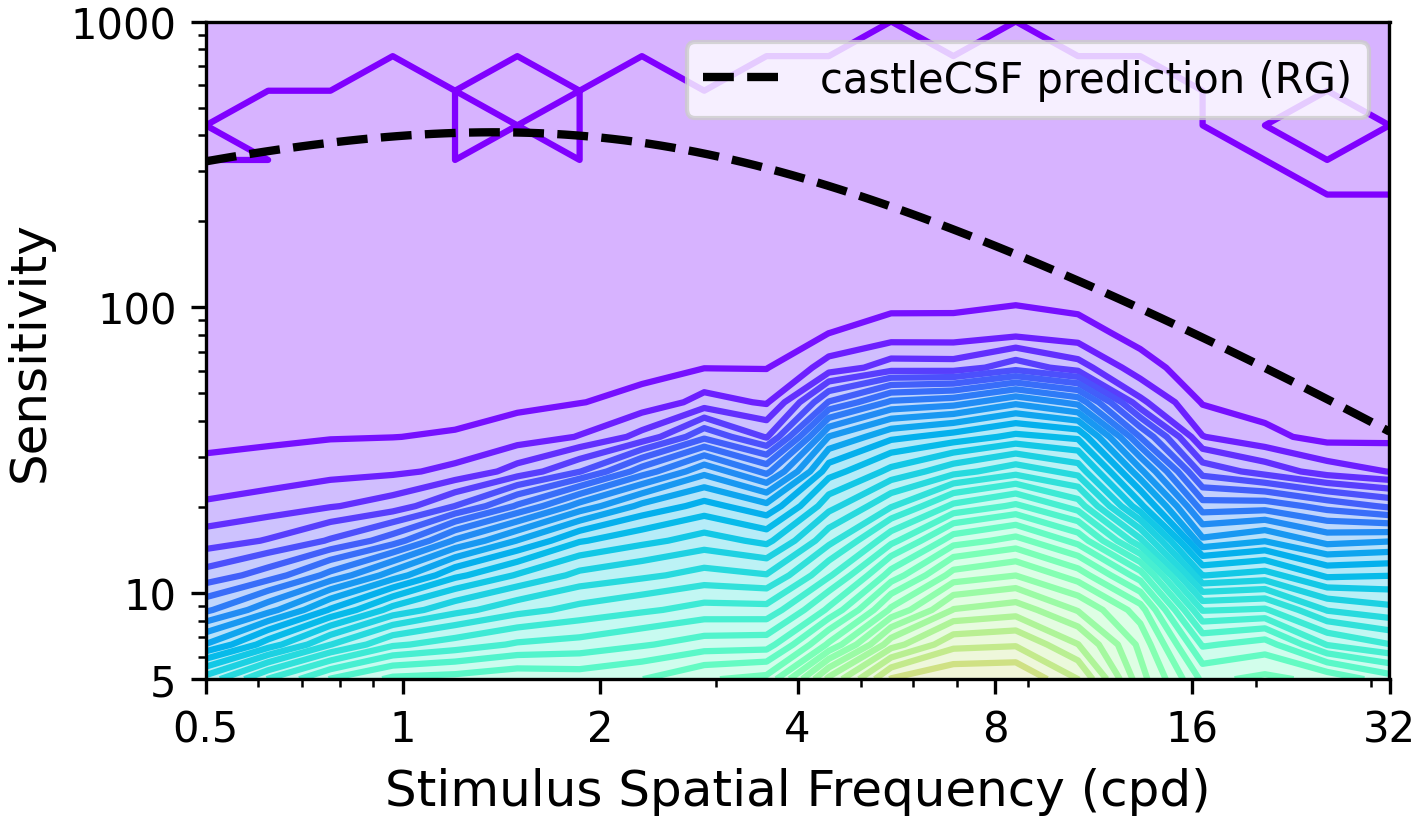 1000
castleCSF prediction (RG)
100
10
5
Sensitivity
0.5 1 2 4 8 16 32
Stimulus Spatial Frequency (cpd)